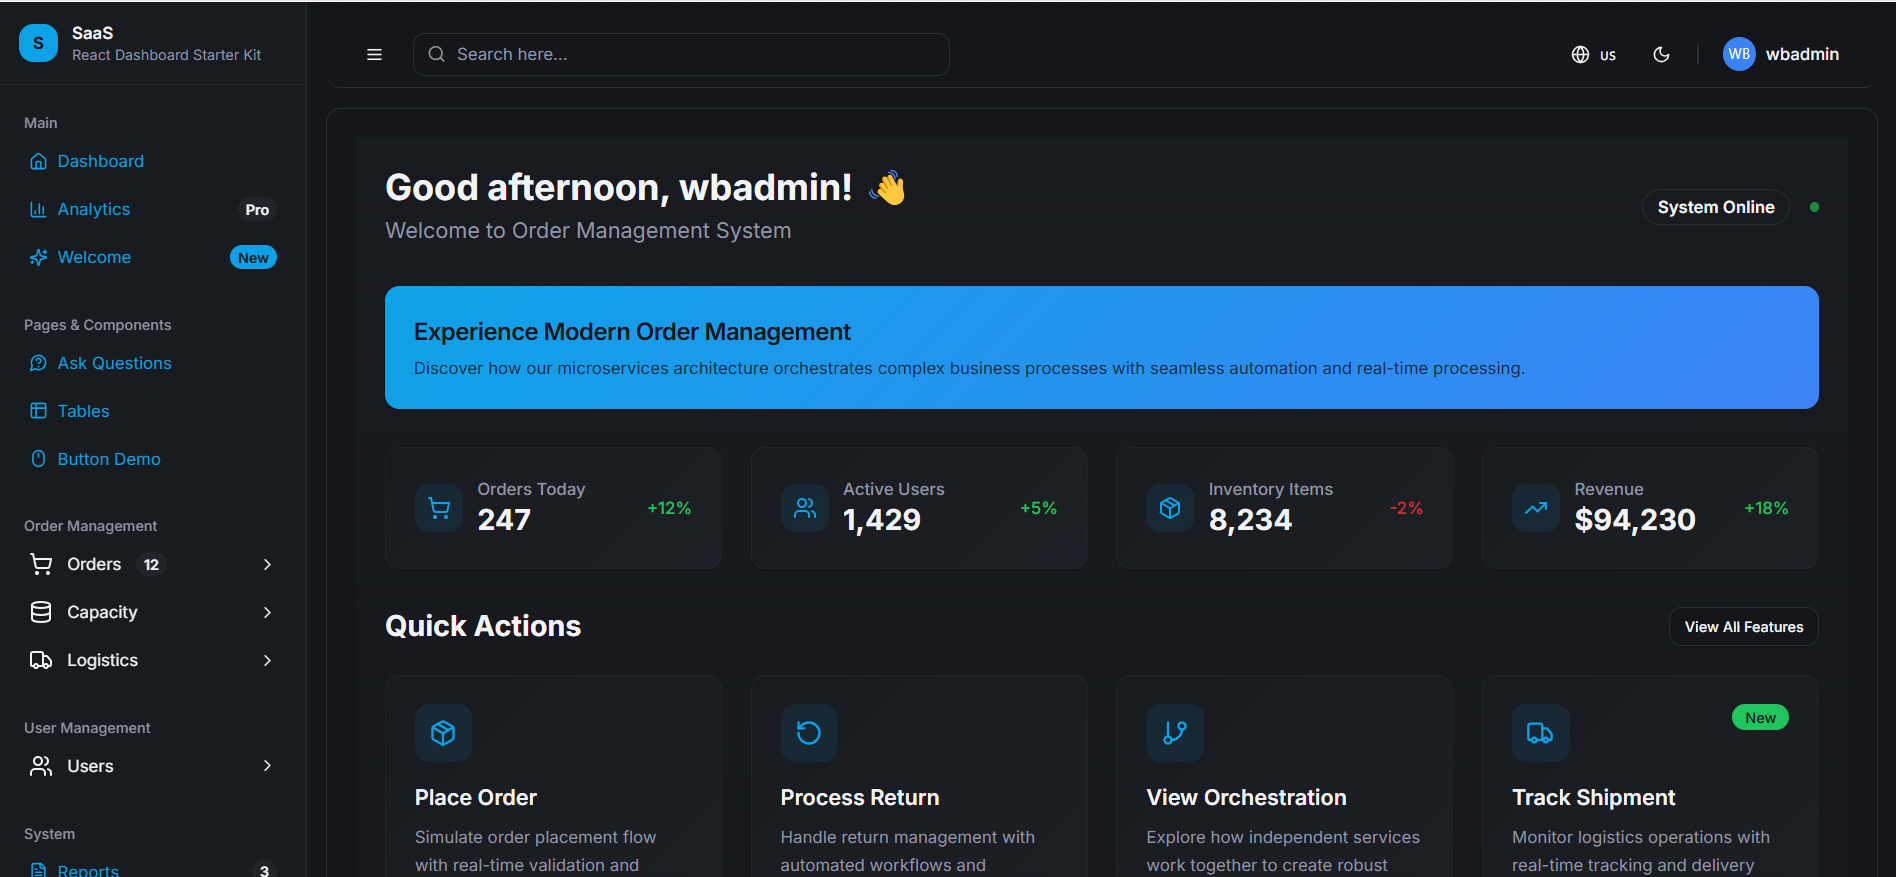 S
SaaS
React Dashboard Starter Kit
Main
Dashboard
Analytics
Pro
Welcome
New
Pages & Components
Ask Questions
Tables
Button Demo
Order Management
Orders
12
Capacity
Logistics
User Management
Users
System
Reports
3
Search here...
US
WB
wbadmin
Good afternoon, wbadmin! 👋
Welcome to Order Management System
System Online
Experience Modern Order Management
Discover how our microservices architecture orchestrates complex business processes with seamless automation and real-time processing.
Orders Today
247
+12%
Active Users
1,429
+5%
Inventory Items
8,234
-2%
Revenue
$94,230
+18%
Quick Actions
View All Features
Place Order
Simulate order placement flow
with real-time validation and
Process Return
Handle return management with
automated workflows and
View Orchestration
Explore how independent services
work together to create robust
New
Track Shipment
Monitor logistics operations with
real-time tracking and delivery